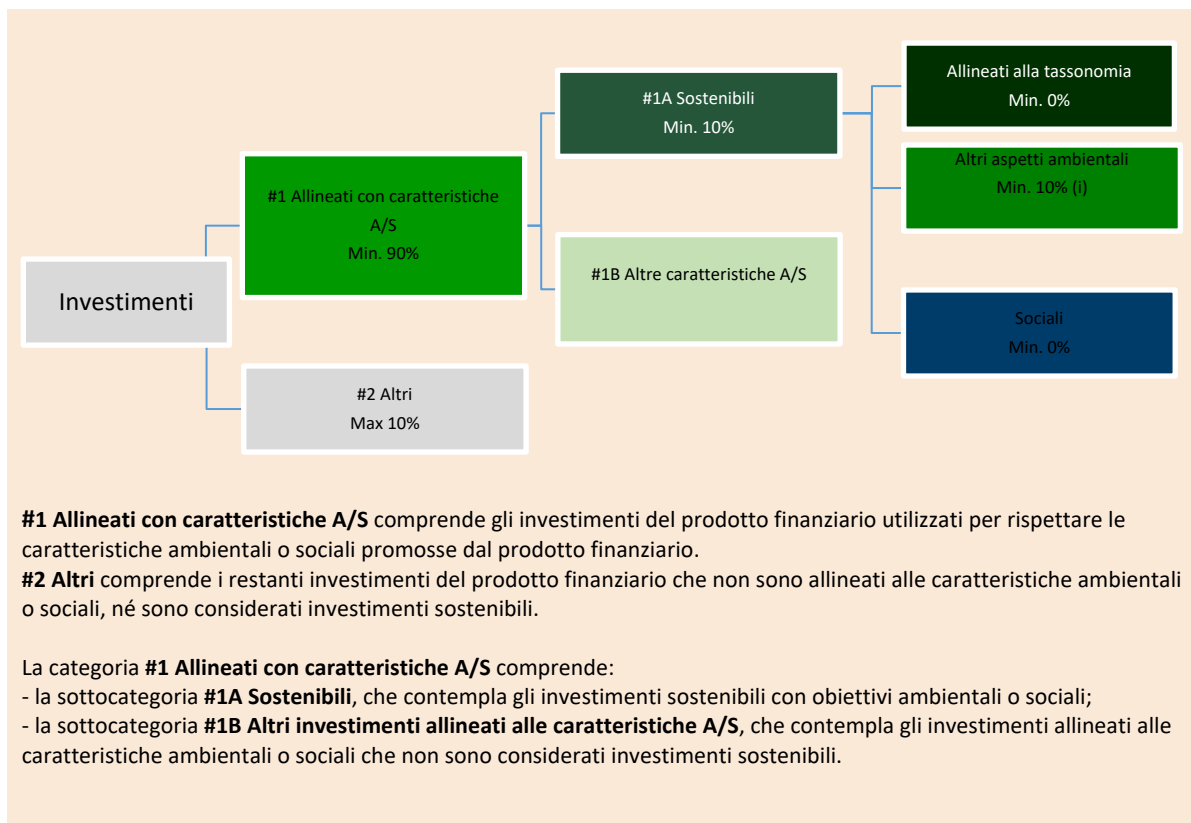 Investimenti
#1 Allineati con caratteristiche
A/S
Min. 90%
#2 Altri
Max 10%
#1A Sostenibili
Min. 10%
#1B Altre caratteristiche A/S
Allineati alla tassonomia
Min. 0%
Altri aspetti ambientali
Min. 10% (i)
Sociali
Min. 0%
#1 Allineati con caratteristiche A/S comprende gli investimenti del prodotto finanziario utilizzati per rispettare le
caratteristiche ambientali o sociali promosse dal prodotto finanziario.
#2 Altri comprende i restanti investimenti del prodotto finanziario che non sono allineati alle caratteristiche ambientali
o sociali, né sono considerati investimenti sostenibili.
La categoria #1 Allineati con caratteristiche A/S comprende:
- la sottocategoria #1A Sostenibili, che contempla gli investimenti sostenibili con obiettivi ambientali o sociali;
- la sottocategoria #1B Altri investimenti allineati alle caratteristiche A/S, che contempla gli investimenti allineati alle
caratteristiche ambientali o sociali che non sono considerati investimenti sostenibili.